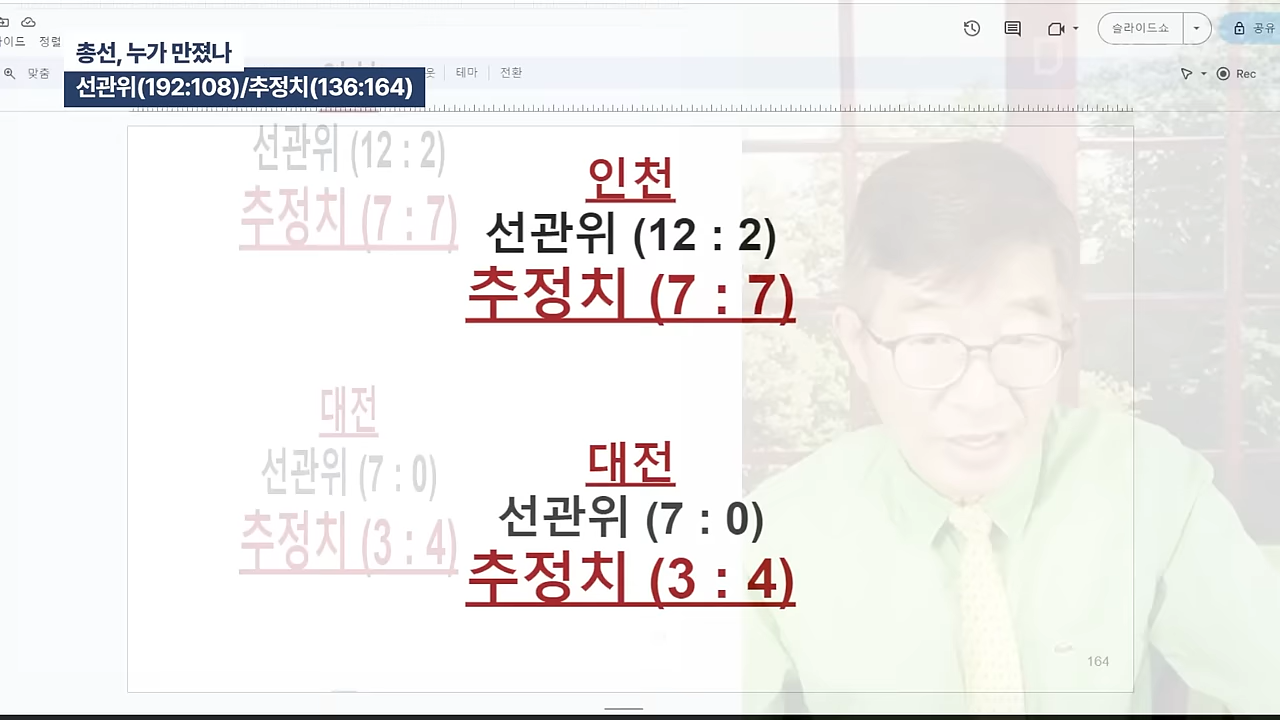 정렬
슬라이드쇼
공유
총선, 누가 만졌나
맞춤
테마
전환
Rec
선관위(192:108)/추정치(136:164)
선관위 (12 : 2)
추정치 (7 : 7)
인천
선관위 (12 : 2)
추정치 (7 : 7)
대전
선관위 (7 : 0)
추정치 (3 : 4)
대전
선관위 (7 : 0)
추정치 (3 : 4)
164